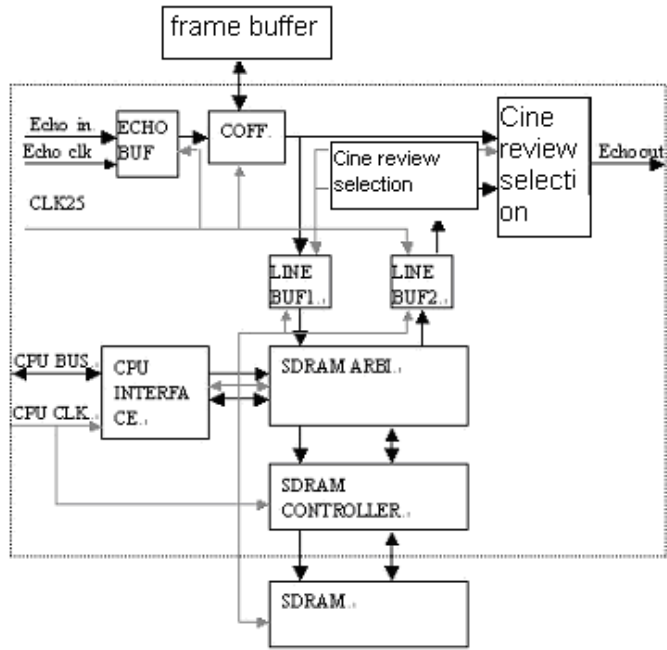 frame buffer
Echo in
Echo clk
ECHO
BUF
COFF.
Cine review
selection
Cine
review
selecti
on
Echo out
CLK25
LINE
BUF1.
LINE
BUF2.
CPU BUS.
CPU CLK.
CPU
INTERFA
CE.
SDRAM ARBI.
SDRAM
CONTROLLER.
SDRAM.